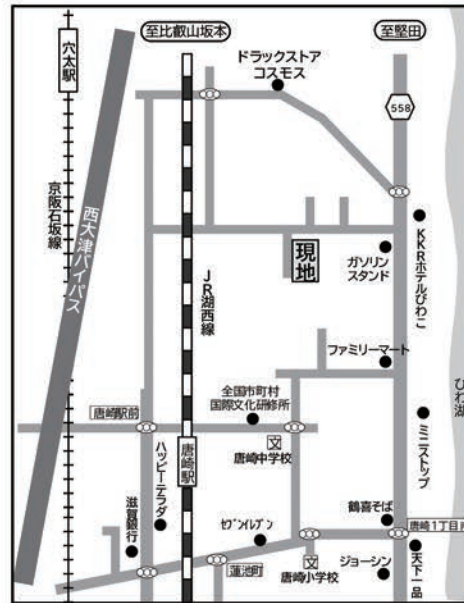 至比叡山坂本
至堅田
穴太駅
ドラックストア
コスモス
558
京阪石坂線
西大津バイパス
JR湖西線
現地
ガソリン
スタンド
KKRホテルびわこ
ファミリーマート
びわ湖
全国市町村
国際文化研修所
唐崎駅前
唐崎駅
唐崎中学校
文
ミニストップ
ハッピーテラダ
滋賀銀行
セブンイレブン
鶴喜そば
唐崎1丁目
蓮池町
文
唐崎小学校
ジョーシン
天下一品